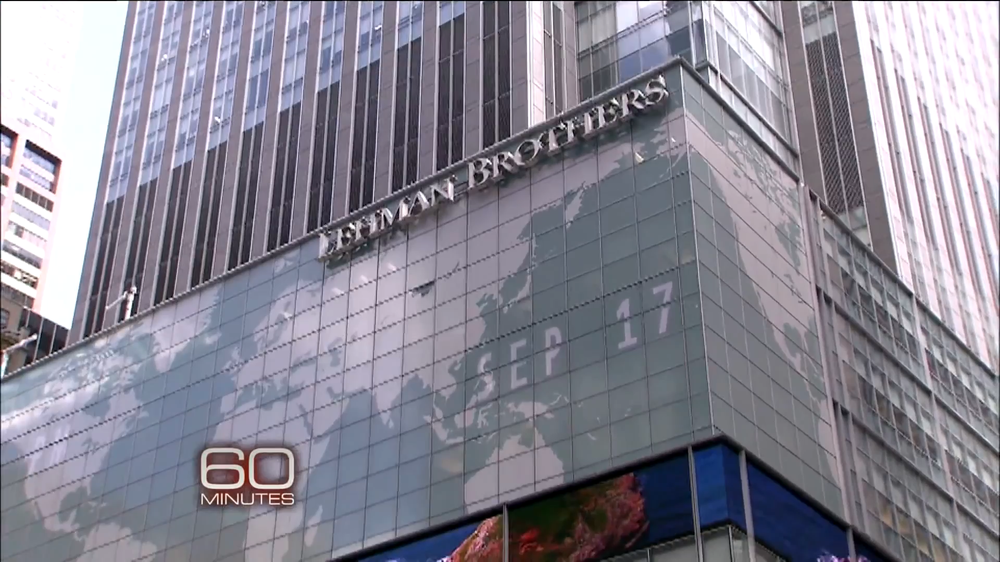 LEHMAN BROTHERS
SEP 17
60
MINUTES